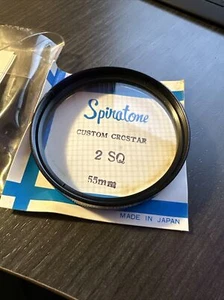 Spiratone
CUSTOM CROSTAR
2 SQ
55mm
MADE IN JAPAN